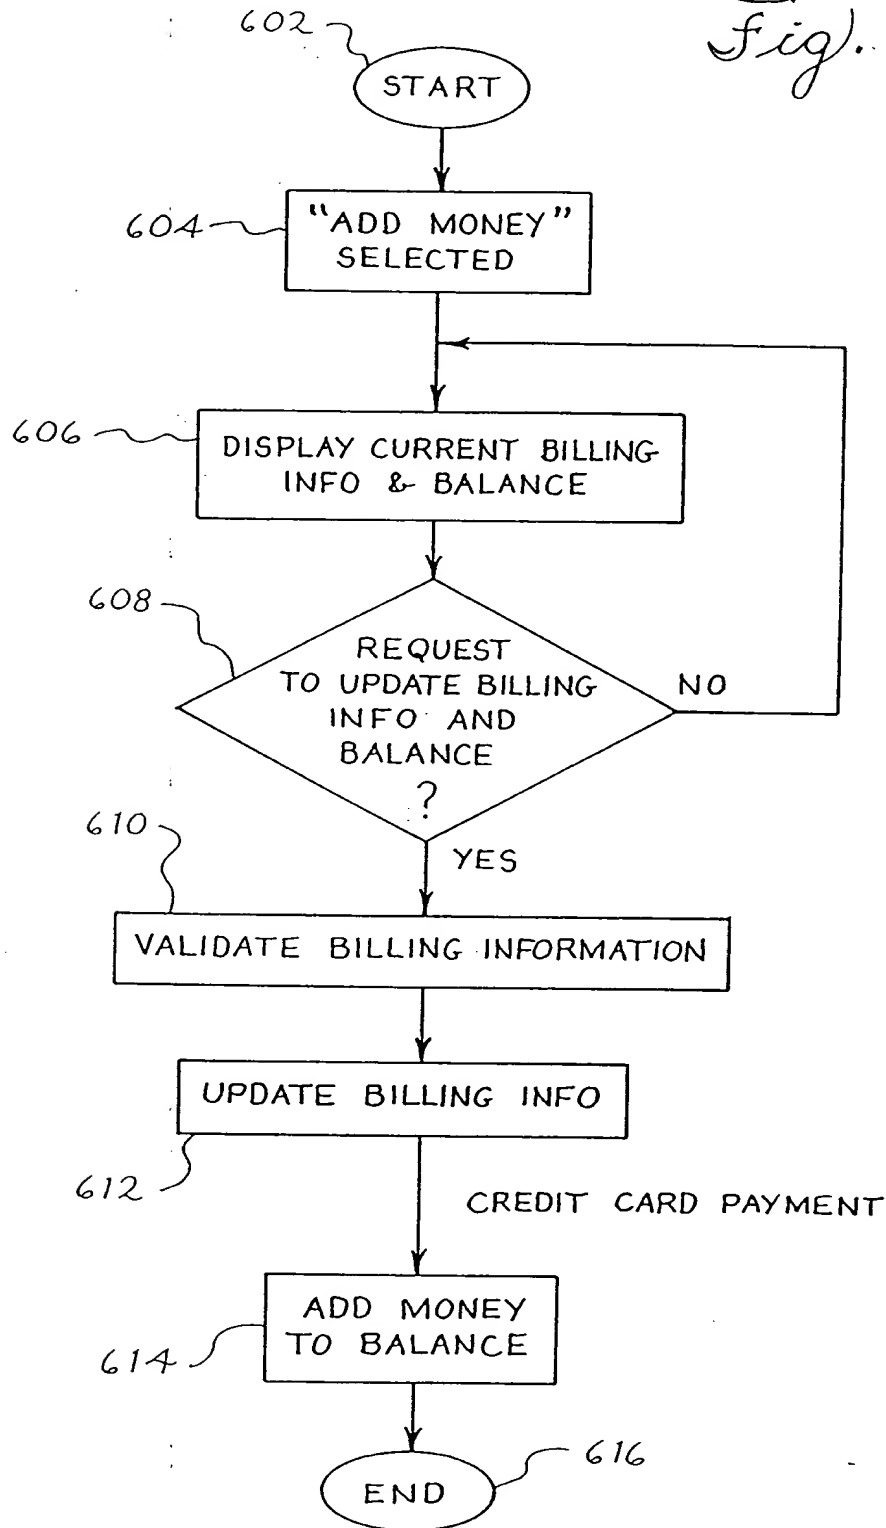 602
Fig.
START
604
"ADD MONEY"
SELECTED
606
DISPLAY CURRENT BILLING
INFO & BALANCE
608
REQUEST
TO UPDATE BILLING
INFO AND
BALANCE
?
NO
YES
610
VALIDATE BILLING INFORMATION
UPDATE BILLING INFO
612
CREDIT CARD PAYMENT
ADD MONEY
TO BALANCE
614
616
END